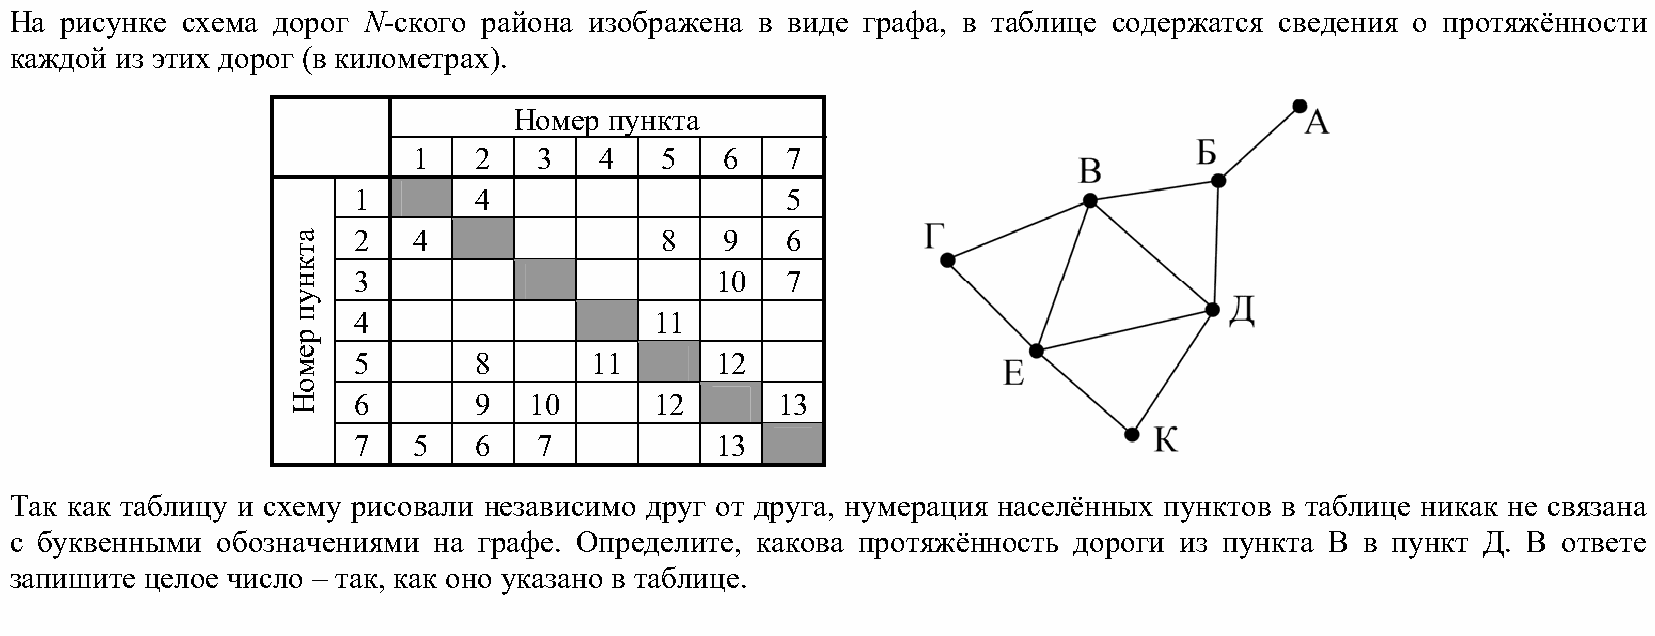 На рисунке схема дорог N-ского района изображена в виде графа, в таблице содержатся сведения о протяжённости
каждой из этих дорог (в километрах).
Номер пункта
1 2 3 4 5 6 7
Номер пункта
1 4 5
2 4 8 9 6
3 10 7
4 11
5 8 11 12
6 9 10 12 13
7 5 6 7 13
А
Б
В
Г
Д
Е
К
Так как таблицу и схему рисовали независимо друг от друга, нумерация населённых пунктов в таблице никак не связана
с буквенными обозначениями на графе. Определите, какова протяжённость дороги из пункта В в пункт Д. В ответе
запишите целое число – так, как оно указано в таблице.